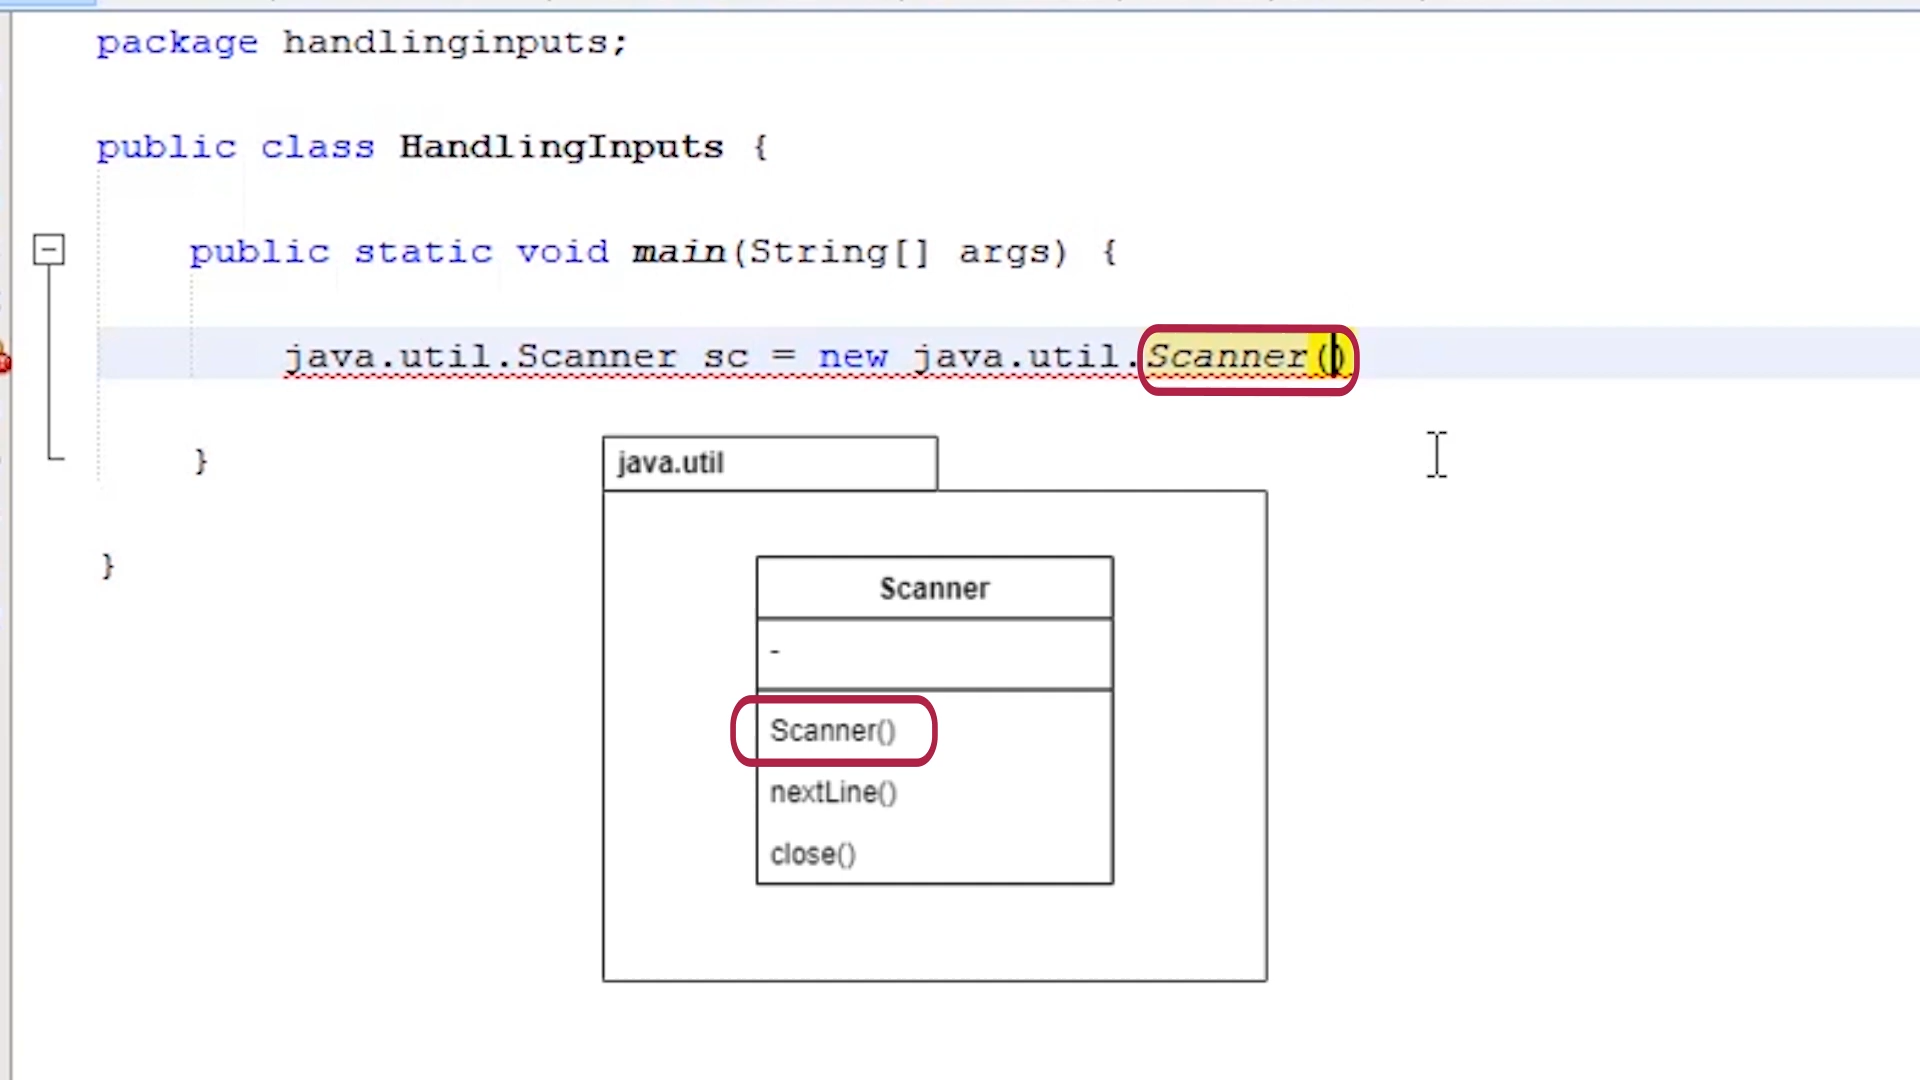 package handlinginputs;
public class HandlingInputs {
public static void main(String[] args) {
java.util.Scanner sc = new java.util.Scanner()
}
}
java.util
Scanner
-
Scanner()
nextLine()
close()